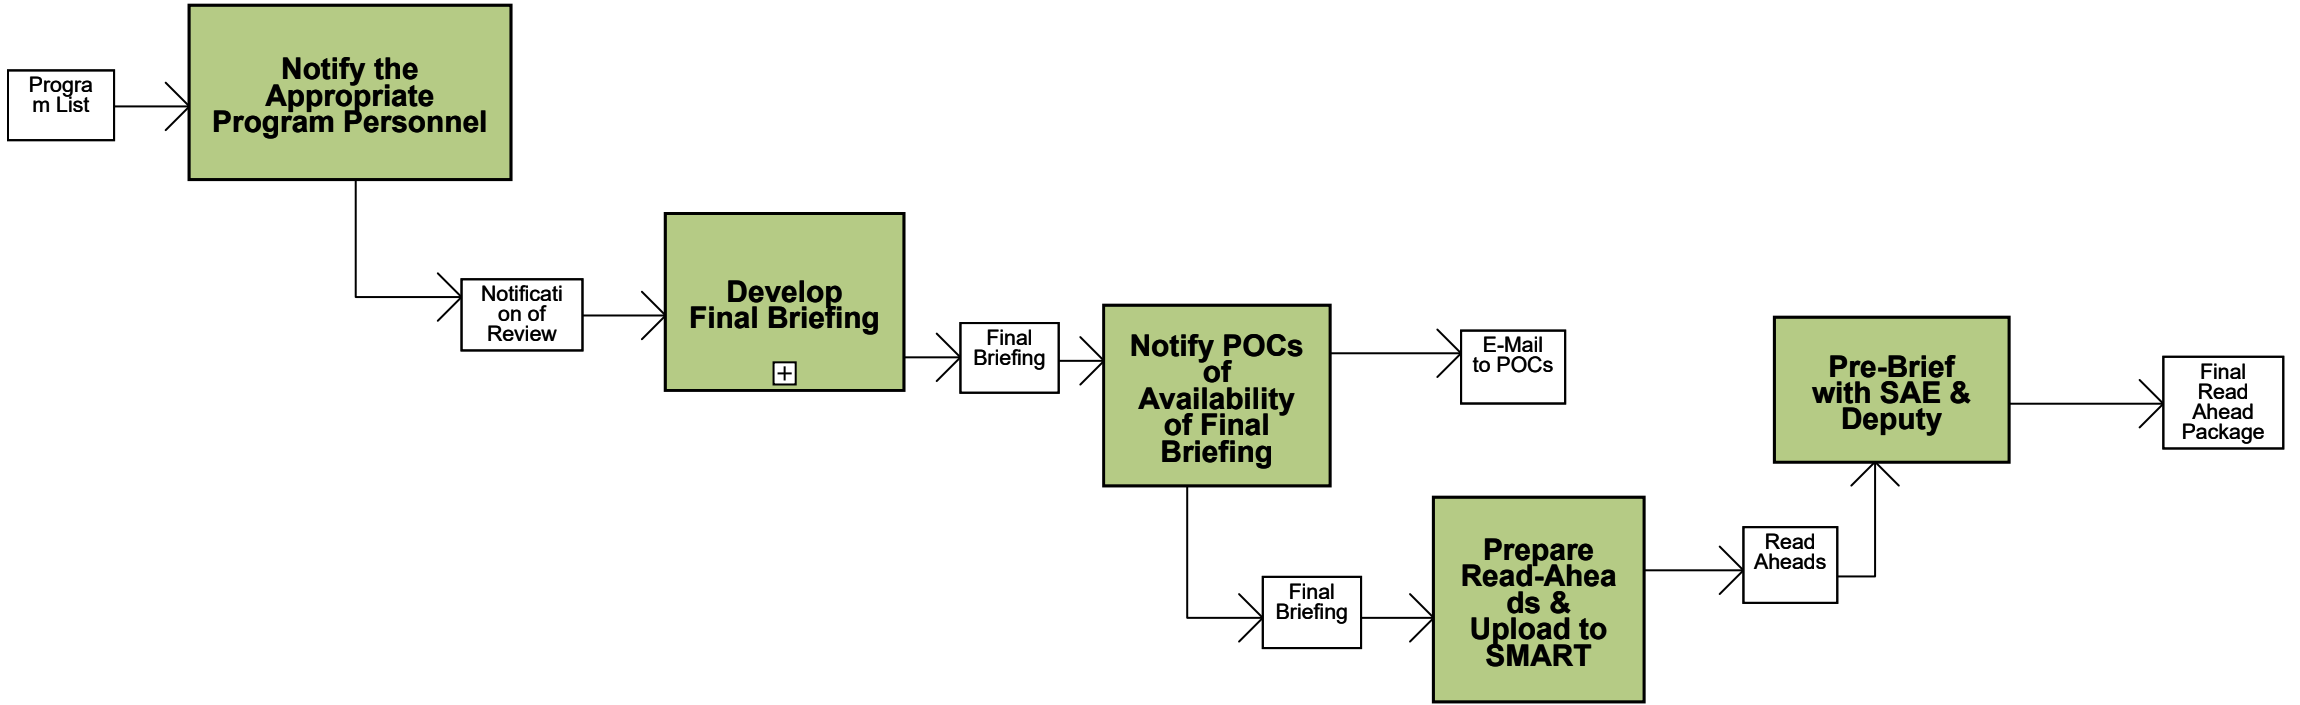 Progra
m List
Notify the
Appropriate
Program Personnel
Notificati
on of
Review
Develop
Final Briefing
Final
Briefing
Notify POCs
of
Availability
of Final
Briefing
E-Mail
to POCs
Final
Briefing
Prepare
Read-Ahea
ds &
Upload to
SMART
Read
Aheads
Pre-Brief
with SAE &
Deputy
Final
Read
Ahead
Package